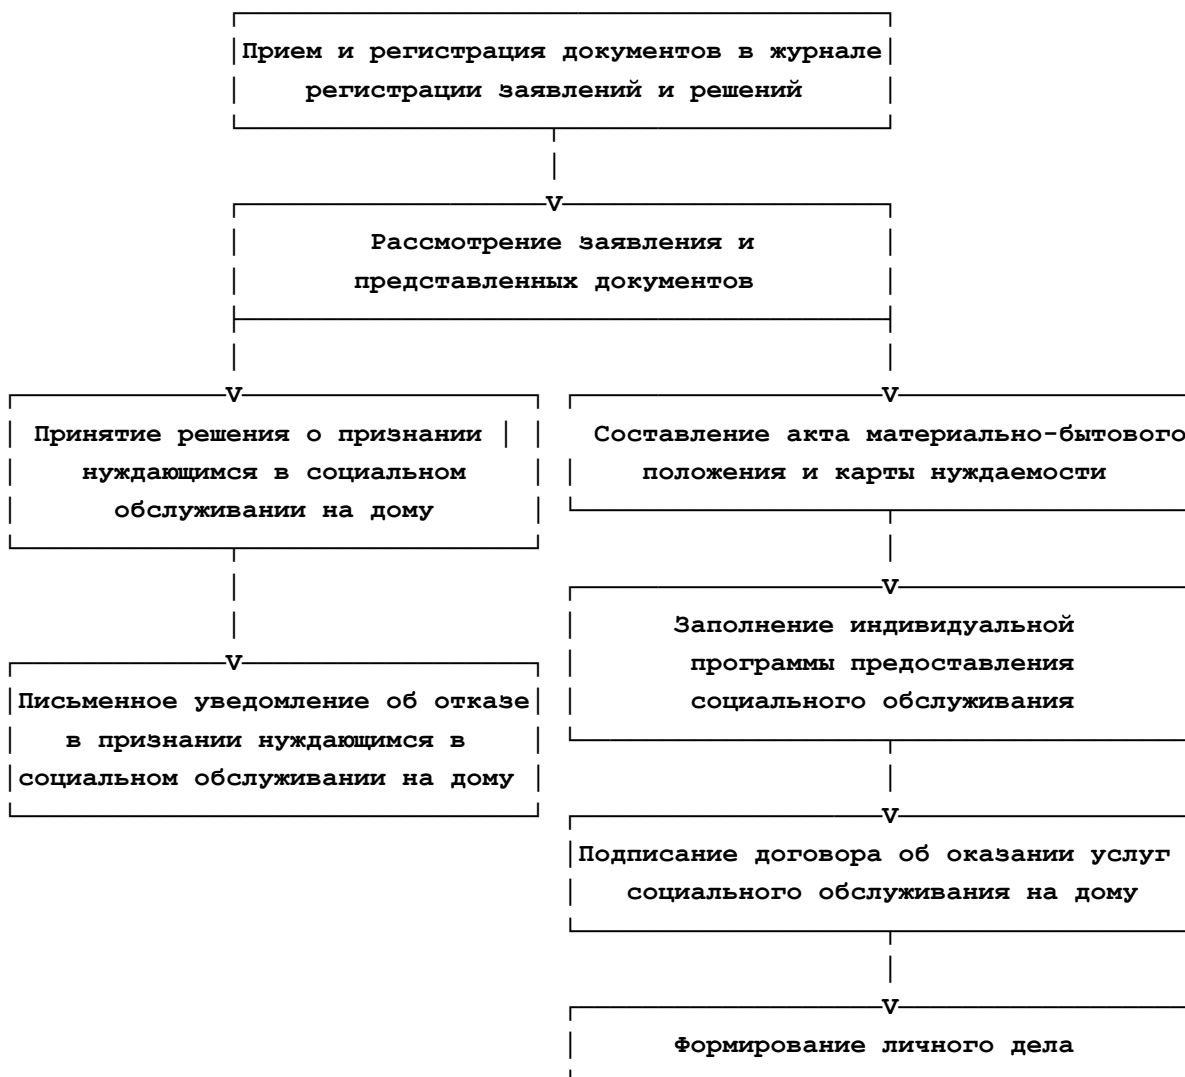 Прием и регистрация документов в журнале
регистрации заявлений и решений
Рассмотрение заявления и
представленных документов
Принятие решения о признании
нуждающимся в социальном
обслуживании на дому
Составление акта материально-бытового
положения и карты нуждаемости
Письменное уведомление об отказе
в признании нуждающимся в
социальном обслуживании на дому
Заполнение индивидуальной
программы предоставления
социального обслуживания
Подписание договора об оказании услуг
социального обслуживания на дому
Формирование личного дела